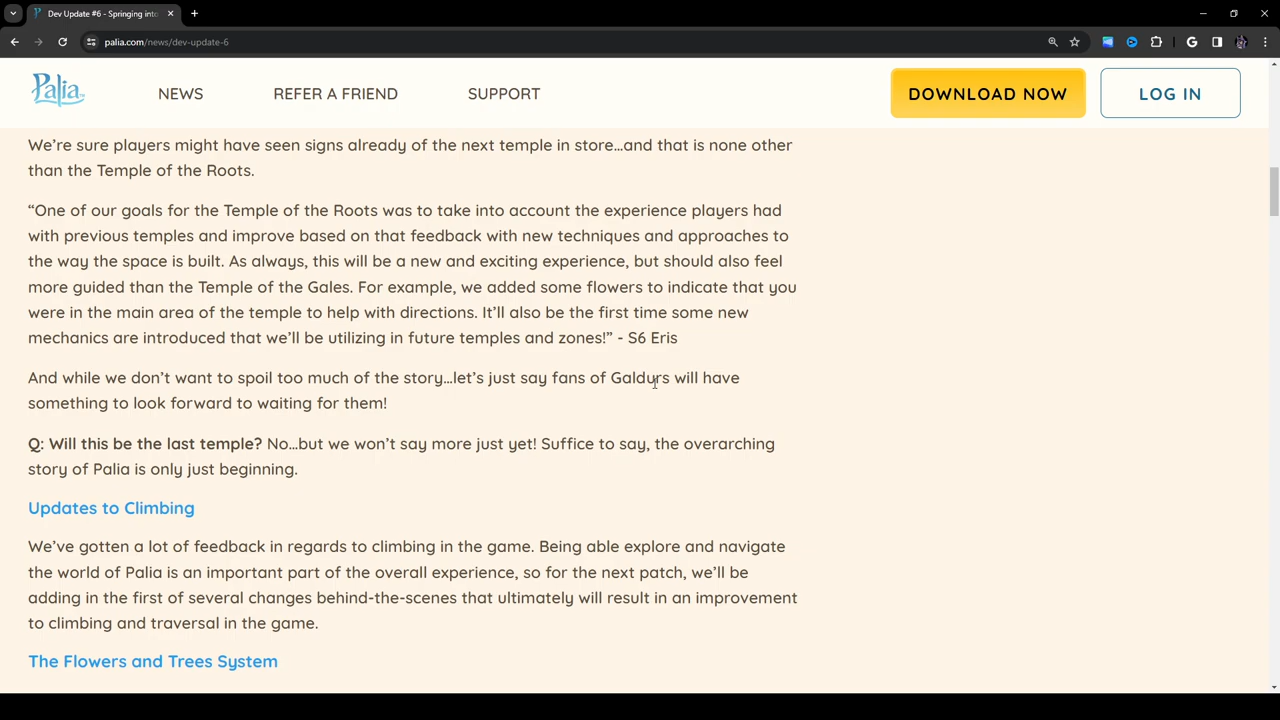 Dev Update #6 - Springing into
palia.com/news/dev-update-6
Palia
NEWS
REFER A FRIEND
SUPPORT
DOWNLOAD NOW
LOG IN
We’re sure players might have seen signs already of the next temple in store…and that is none other
than the Temple of the Roots.
“One of our goals for the Temple of the Roots was to take into account the experience players had
with previous temples and improve based on that feedback with new techniques and approaches to
the way the space is built. As always, this will be a new and exciting experience, but should also feel
more guided than the Temple of the Gales. For example, we added some flowers to indicate that you
were in the main area of the temple to help with directions. It’ll also be the first time some new
mechanics are introduced that we’ll be utilizing in future temples and zones!” - S6 Eris
And while we don’t want to spoil too much of the story…let’s just say fans of Galdurs will have
something to look forward to waiting for them!
Q: Will this be the last temple? No…but we won’t say more just yet! Suffice to say, the overarching
story of Palia is only just beginning.
Updates to Climbing
We’ve gotten a lot of feedback in regards to climbing in the game. Being able explore and navigate
the world of Palia is an important part of the overall experience, so for the next patch, we’ll be
adding in the first of several changes behind-the-scenes that ultimately will result in an improvement
to climbing and traversal in the game.
The Flowers and Trees System